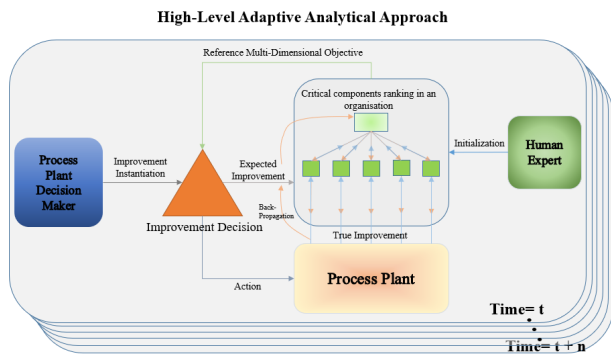 High-Level Adaptive Analytical Approach
Reference Multi-Dimensional Objective
Critical components ranking in an
organisation
Process
Plant
Decision
Maker
Improvement
Instantiation
Expected
Improvement
Initialization
Human
Expert
Back-
Propagation
Improvement Decision
True Improvement
Action
Process Plant
Time= t
Time= t + n